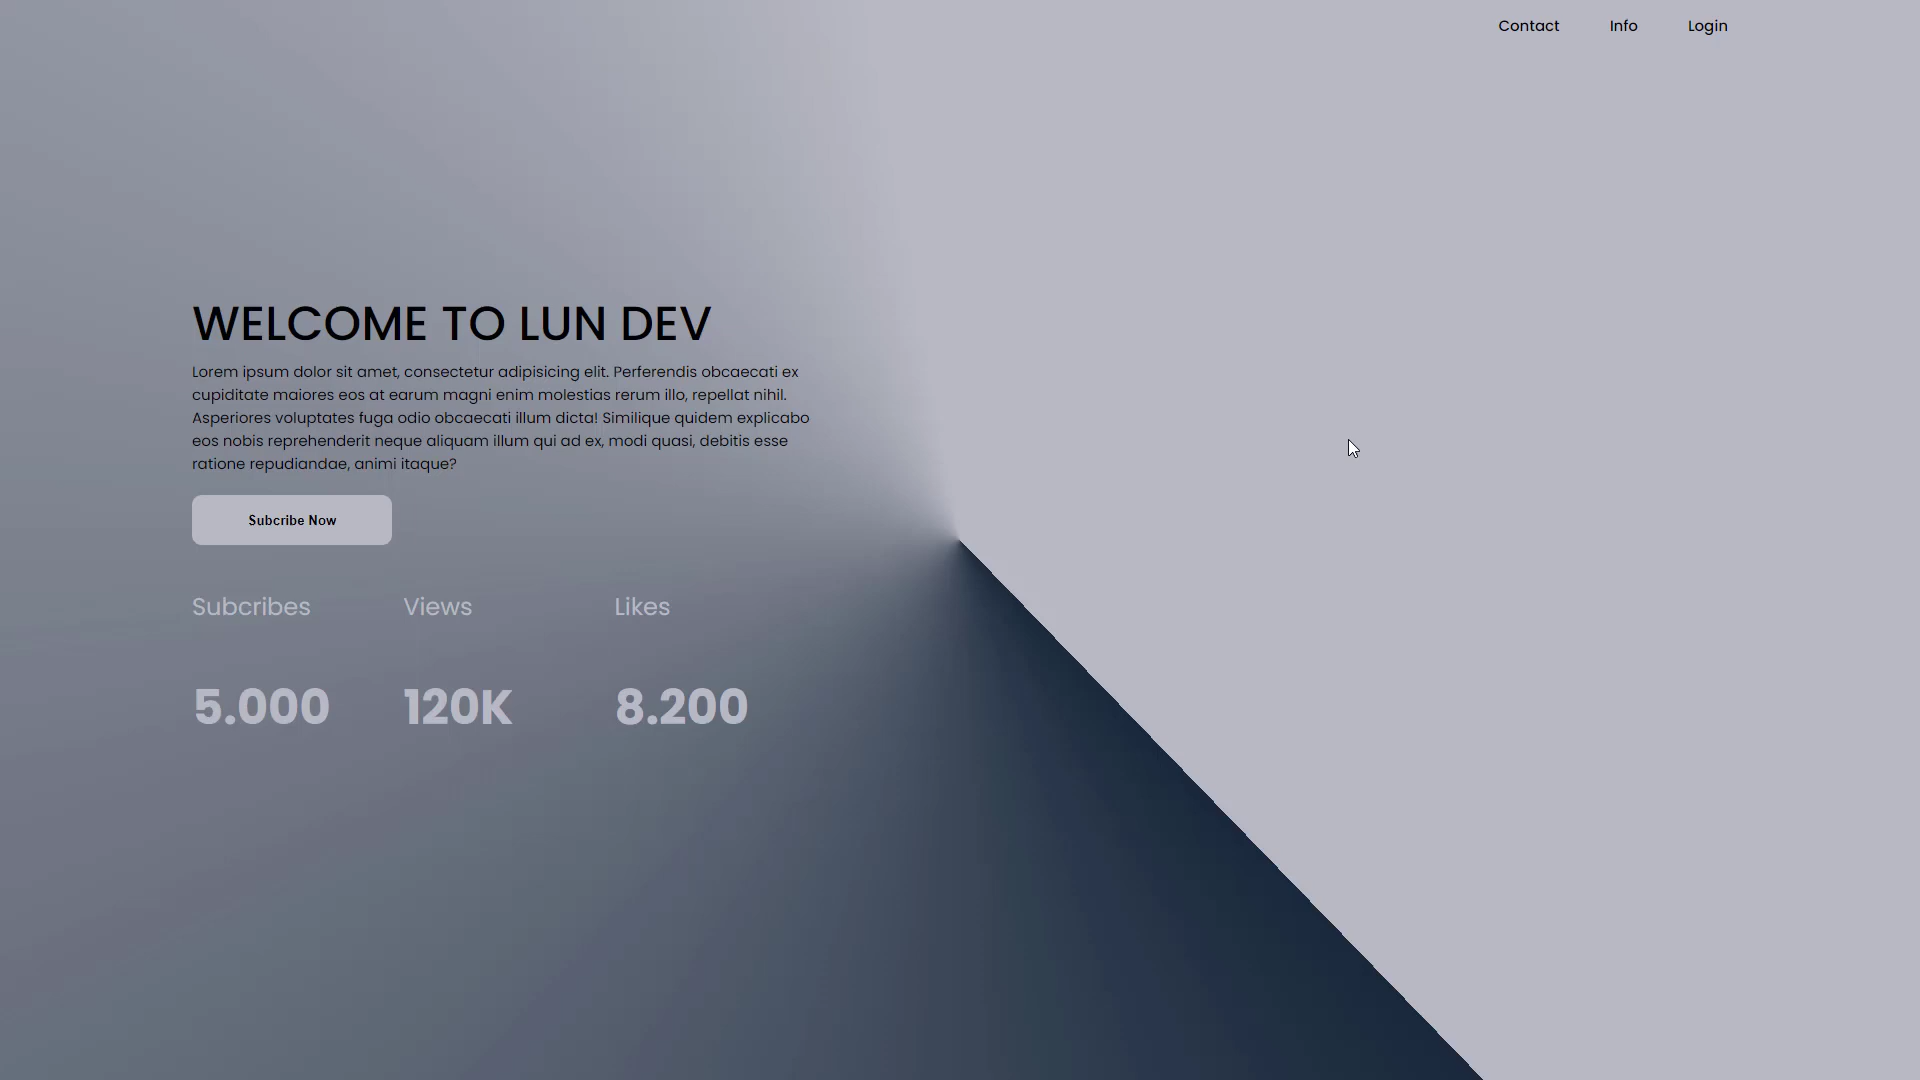 Contact Info Login
WELCOME TO LUN DEV
Lorem ipsum dolor sit amet, consectetur adipisicing elit. Perferendis obcaecati ex
cupiditate maiores eos at earum magni enim molestias rerum illo, repellat nihil.
Asperiores voluptates fuga odio obcaecati illum dicta! Similique quidem explicabo
eos nobis reprehenderit neque aliquam illum qui ad ex, modi quasi, debitis esse
ratione repudiandae, animi itaque?
Subcribe Now
Subcribes Views Likes
5.000 120K 8.200